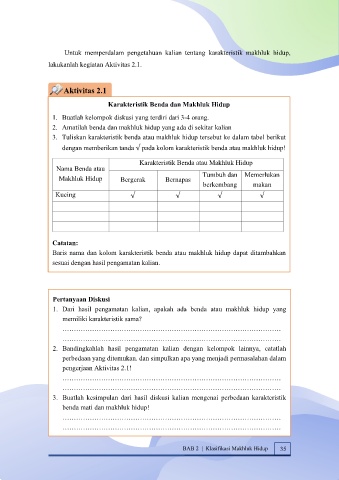 Untuk memperdalam pengetahuan kalian tentang karakteristik makhluk hidup,
lakukanlah kegiatan Aktivitas 2.1.
Aktivitas 2.1
Karakteristik Benda dan Makhluk Hidup
1. Buatlah kelompok diskusi yang terdiri dari 3-4 orang.
2. Amatilah benda dan makhluk hidup yang ada di sekitar kalian
3. Tuliskan karakteristik benda atau makhluk hidup tersebut ke dalam tabel berikut
dengan memberikan tanda √ pada kolom karakteristik benda atau makhluk hidup!
Nama Benda atau
Makhluk Hidup
Karakteristik Benda atau Makhluk Hidup
Bergerak
Bernapas
Tumbuh dan
berkembang
Memerlukan
makan
Kucing √ √ √ √
Catatan:
Baris nama dan kolom karakteristik benda atau makhluk hidup dapat ditambahkan
sesuai dengan hasil pengamatan kalian.
Pertanyaan Diskusi
1. Dari hasil pengamatan kalian, apakah ada benda atau makhluk hidup yang
memiliki karakteristik sama?
2. Bandingkahlah hasil pengamatan kalian dengan kelompok lainnya, catatlah
perbedaan yang ditemukan. dan simpulkan apa yang menjadi permasalahan dalam
pengerjaan Aktivitas 2.1!
3. Buatlah kesimpulan dari hasil diskusi kalian mengenai perbedaan karakteristik
benda mati dan makhluk hidup!
BAB 2 | Klasifikasi Makhluk Hidup 35